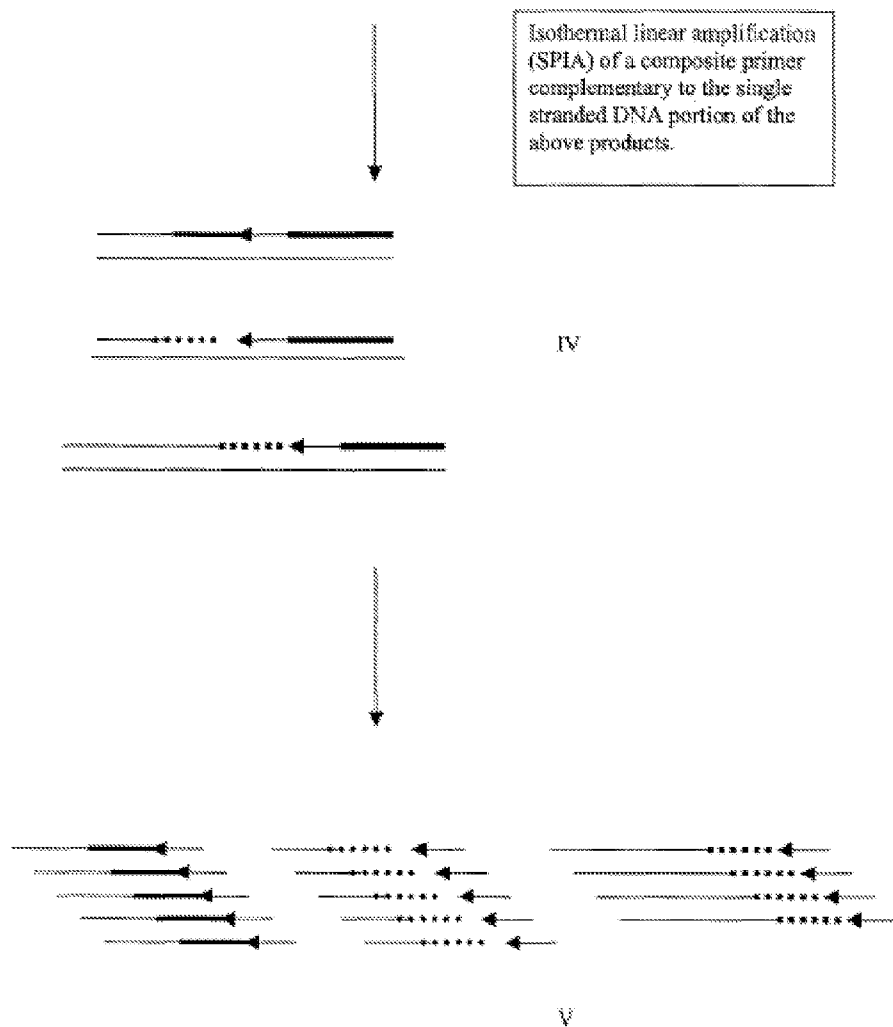 Isothermal linear amplification
(SPIA) of a composite primer
complementary to the single
stranded DNA portion of the
above products.
IV
V